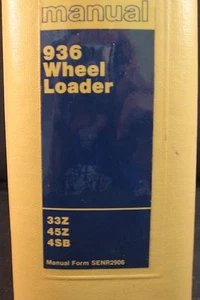 manual
936
Wheel
Loader
33Z
45Z
4SB
Manual Form SENR2906